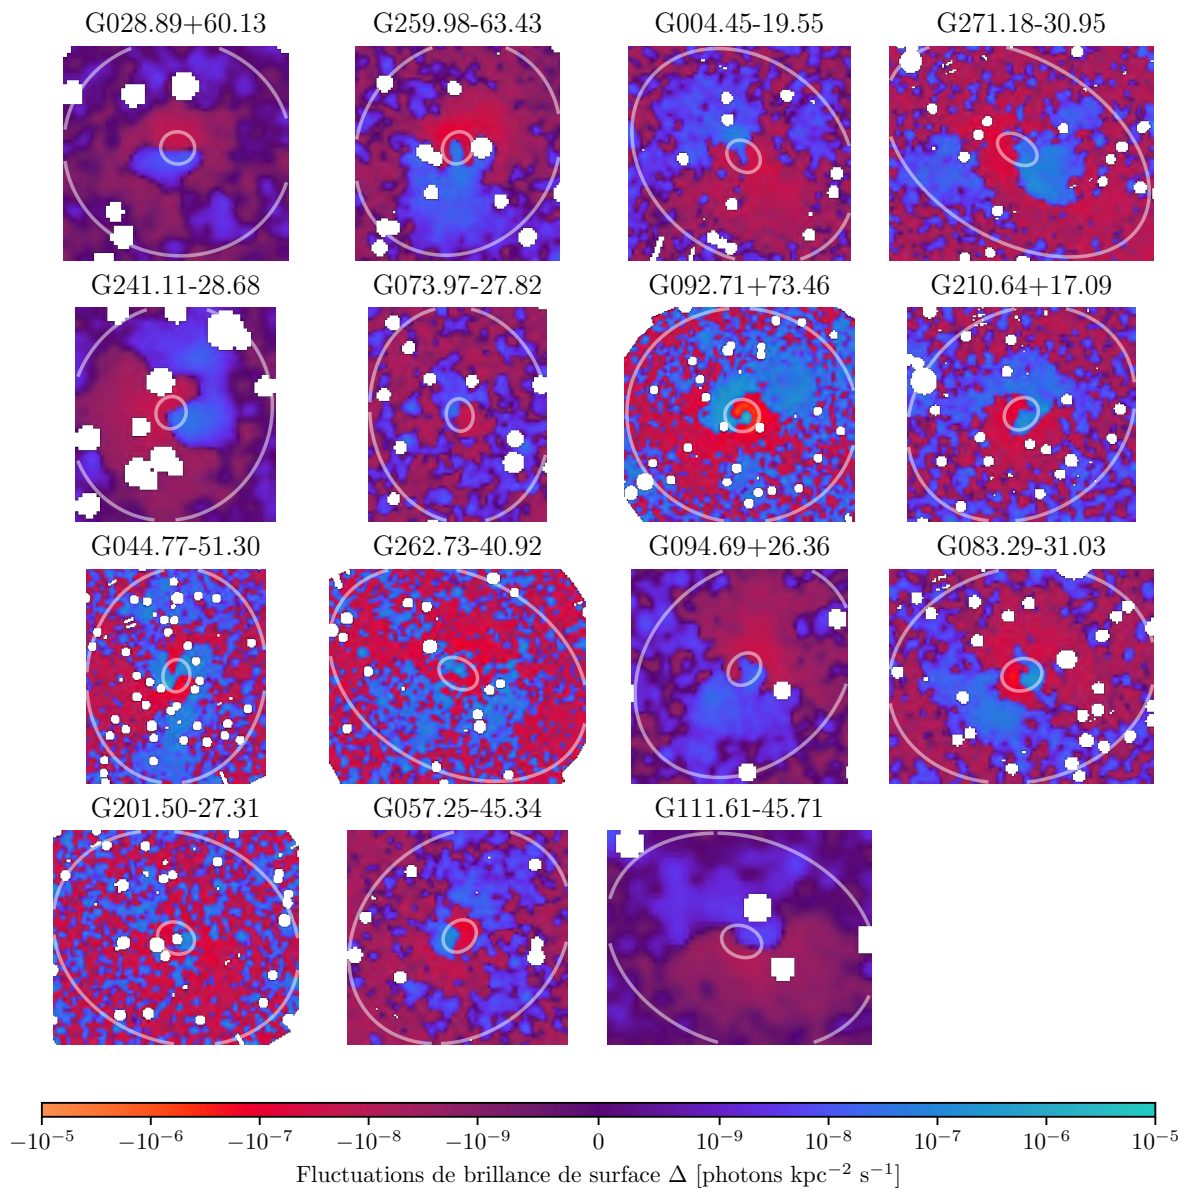 G028.89+60.13 G259.98-63.43 G004.45-19.55 G271.18-30.95
G241.11-28.68 G073.97-27.82 G092.71+73.46 G210.64+17.09
G044.77-51.30 G262.73-40.92 G094.69+26.36 G083.29-31.03
G201.50-27.31 G057.25-45.34 G111.61-45.71
−10⁻⁵ −10⁻⁶ −10⁻⁷ −10⁻⁸ −10⁻⁹ 0 10⁻⁹ 10⁻⁸ 10⁻⁷ 10⁻⁶ 10⁻⁵
Fluctuations de brillance de surface Δ [photons kpc⁻² s⁻¹]